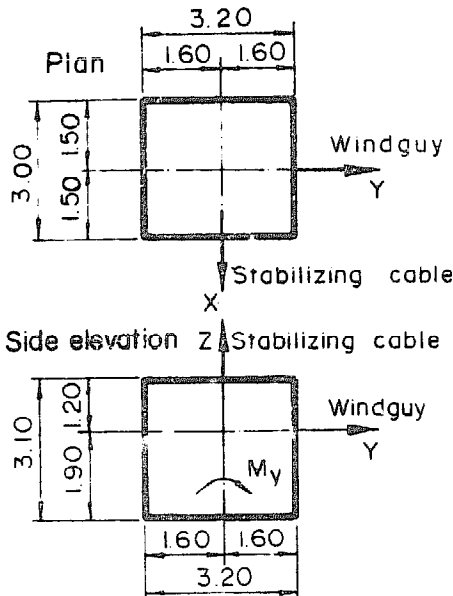 3.20
1.60 1.60
Plan
3.00
1.50
1.50
Windguy
Y
Stabilizing cable
X
Side elevation Z Stabilizing cable
3.10
1.20
1.90
Windguy
Y
My
1.60 1.60
3.20